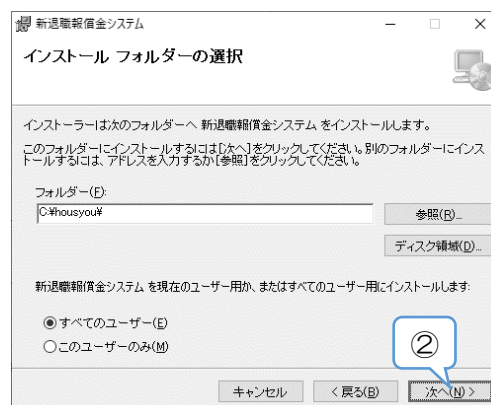 新退職報償金システム
インストール フォルダーの選択
インストーラーは次のフォルダーへ 新退職報償金システム をインストールします。
このフォルダーにインストールするには[次へ]をクリックしてください。別のフォルダーにインス
トールするには、アドレスを入力するか[参照]をクリックしてください。
フォルダー(F):
C:¥housyou¥
参照(R)...
ディスク領域(D)...
新退職報償金システム を現在のユーザー用か、またはすべてのユーザー用にインストールします:
すべてのユーザー(E)
このユーザーのみ(M)
②
キャンセル
< 戻る(B)
次へ(N) >